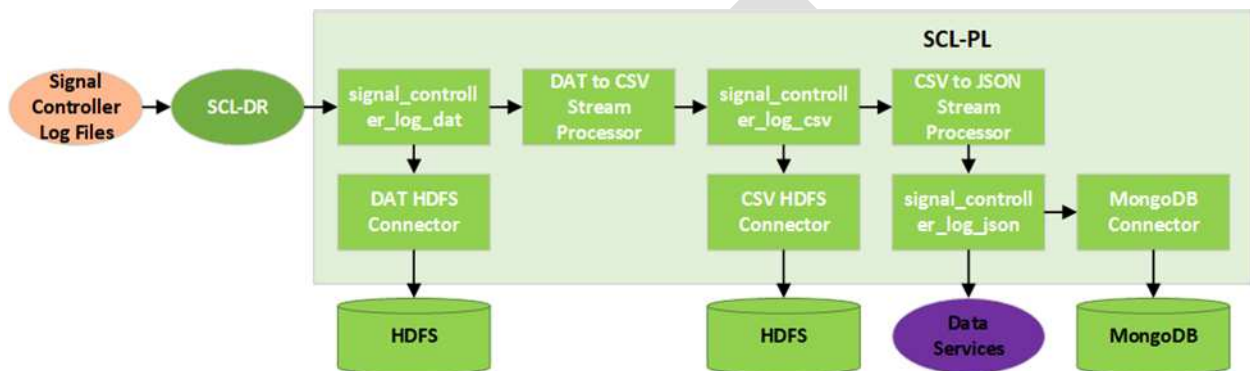 SCL-PL
Signal
Controller
Log Files
SCL-DR
signal_controll
er_log_dat
DAT to CSV
Stream
Processor
signal_controll
er_log_csv
CSV to JSON
Stream
Processor
DAT HDFS
Connector
CSV HDFS
Connector
signal_controll
er_log_json
MongoDB
Connector
HDFS
HDFS
Data
Services
MongoDB